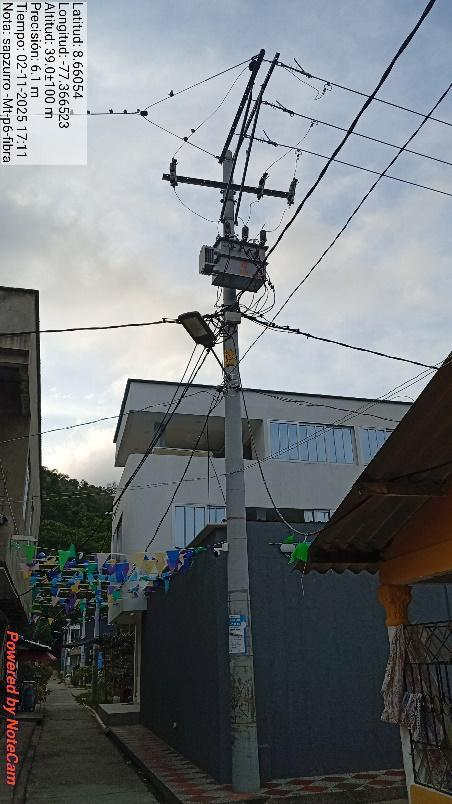 Latitud: 8.66054
Longitud: -77.366523
Altitud: 39.0±100 m
Precisión: 6.1 m
Tiempo: 02-11-2025 17:11
Nota: sapzurro -Mt-p6-fibra
Powered by NoteCam